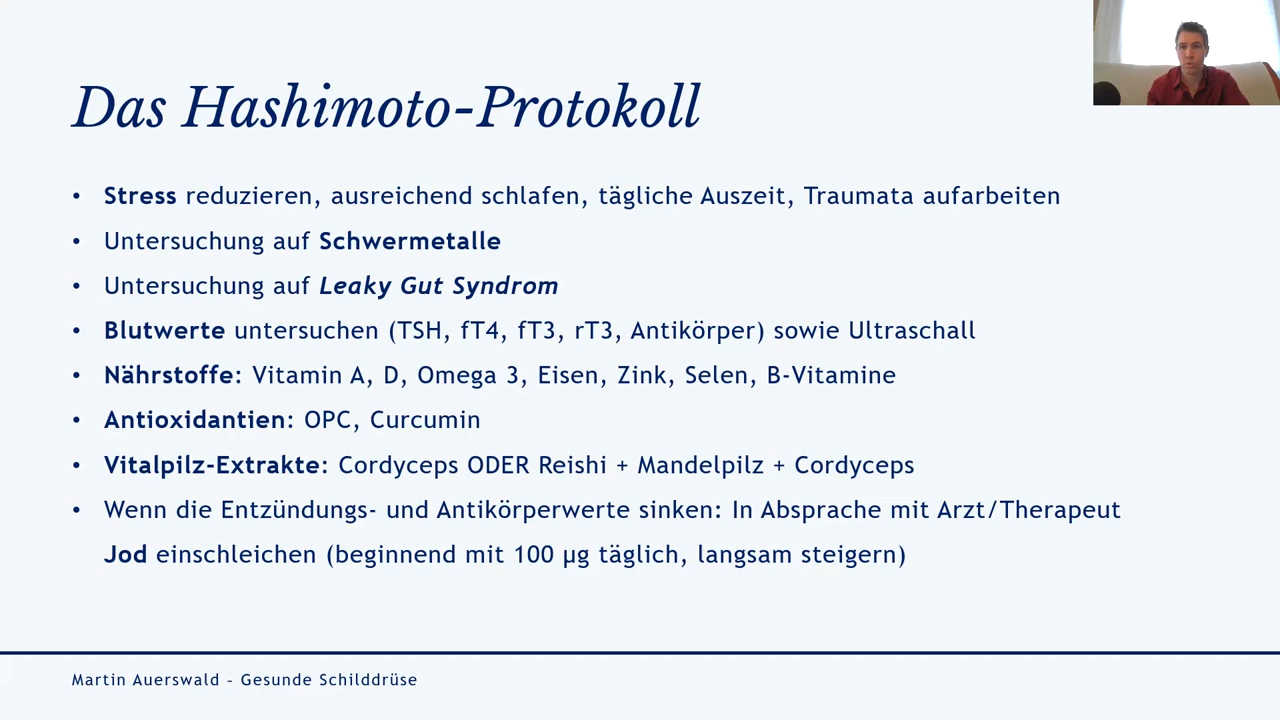 Das Hashimoto-Protokoll
• Stress reduzieren, ausreichend schlafen, tägliche Auszeit, Traumata aufarbeiten
• Untersuchung auf Schwermetalle
• Untersuchung auf Leaky Gut Syndrom
• Blutwerte untersuchen (TSH, fT4, fT3, rT3, Antikörper) sowie Ultraschall
• Nährstoffe: Vitamin A, D, Omega 3, Eisen, Zink, Selen, B-Vitamine
• Antioxidantien: OPC, Curcumin
• Vitalpilz-Extrakte: Cordyceps ODER Reishi + Mandelpilz + Cordyceps
• Wenn die Entzündungs- und Antikörperwerte sinken: In Absprache mit Arzt/Therapeut
Jod einschleichen (beginnend mit 100 µg täglich, langsam steigern)
Martin Auerswald - Gesunde Schilddrüse